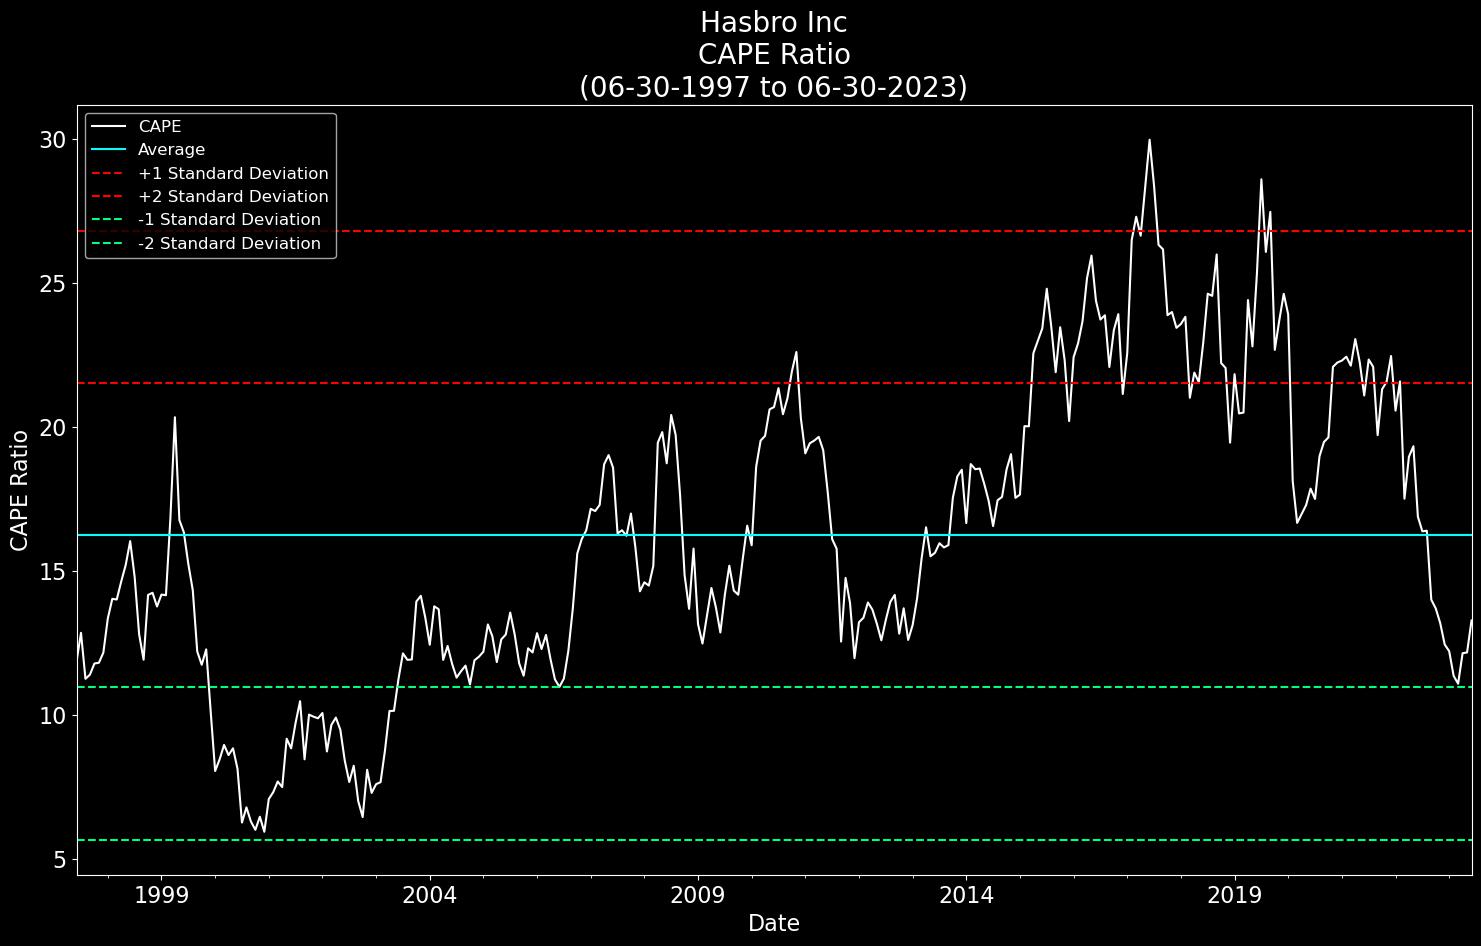 Hasbro Inc
CAPE Ratio
(06-30-1997 to 06-30-2023)
CAPE
Average
+1 Standard Deviation
+2 Standard Deviation
-1 Standard Deviation
-2 Standard Deviation
CAPE Ratio
30
25
20
15
10
5
1999 2004 2009 2014 2019
Date